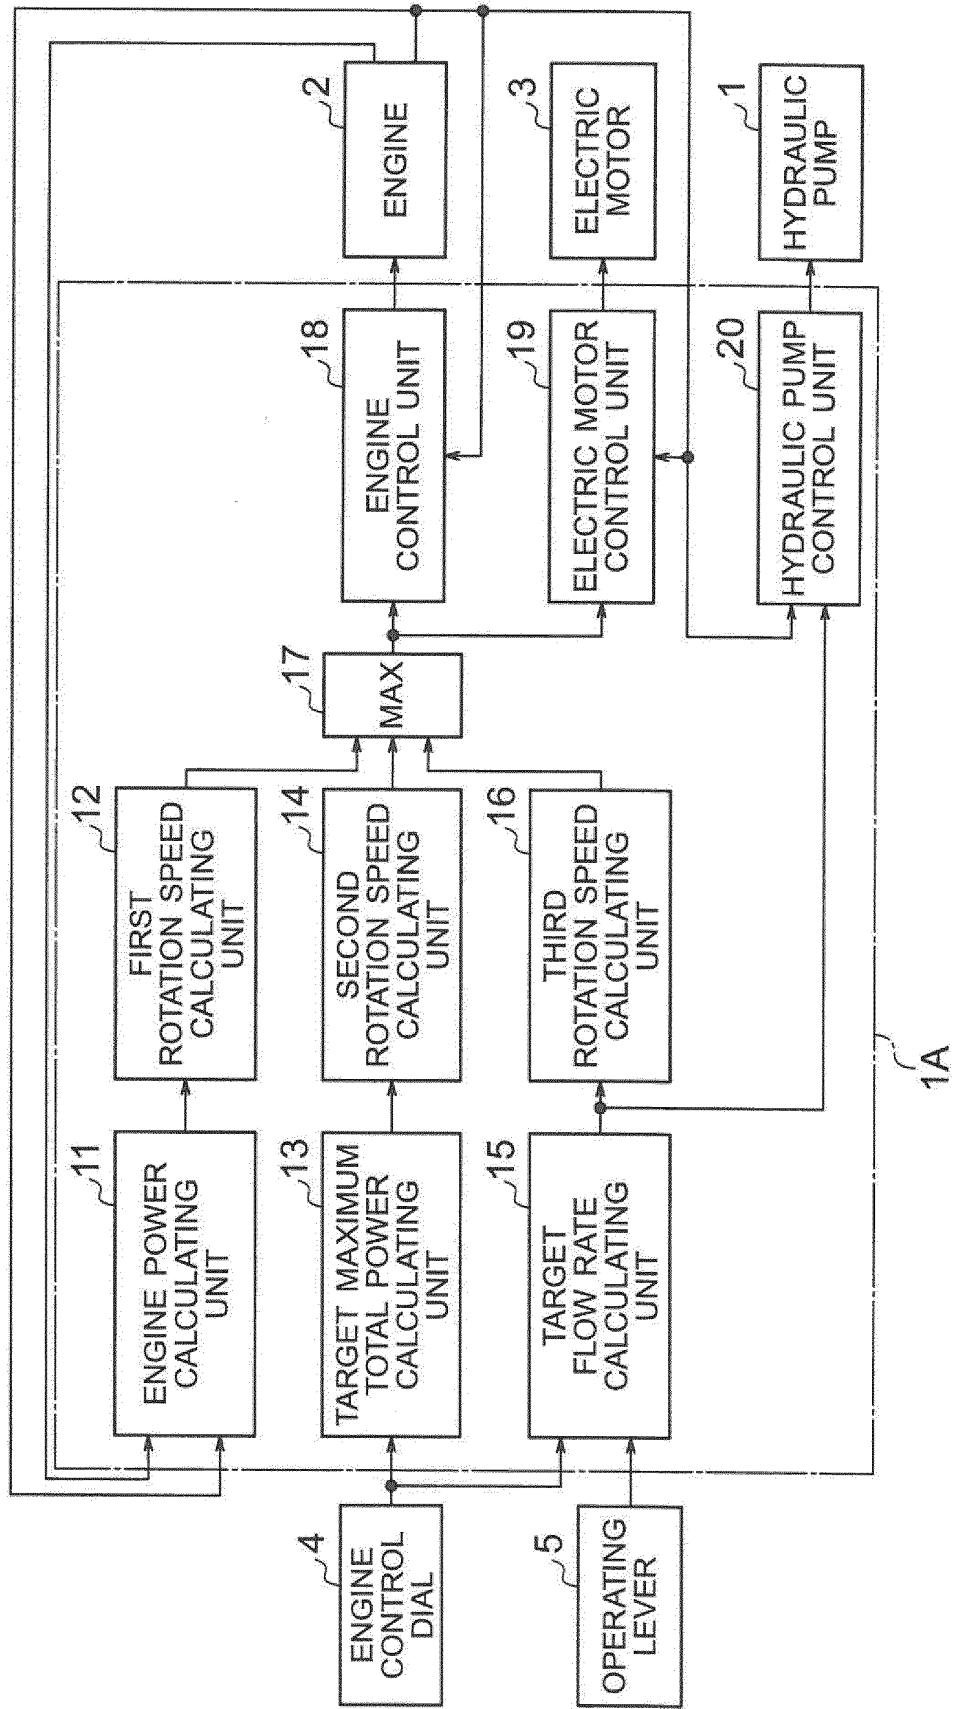 4
ENGINE
CONTROL
DIAL
5
OPERATING
LEVER
11
ENGINE POWER
CALCULATING
UNIT
12
FIRST
ROTATION SPEED
CALCULATING
UNIT
13
TARGET MAXIMUM
TOTAL POWER
CALCULATING
UNIT
14
SECOND
ROTATION SPEED
CALCULATING
UNIT
15
TARGET
FLOW RATE
CALCULATING
UNIT
16
THIRD
ROTATION SPEED
CALCULATING
UNIT
17
MAX
18
ENGINE
CONTROL UNIT
2
ENGINE
19
ELECTRIC MOTOR
CONTROL UNIT
3
ELECTRIC
MOTOR
20
HYDRAULIC PUMP
CONTROL UNIT
1
HYDRAULIC
PUMP
1A